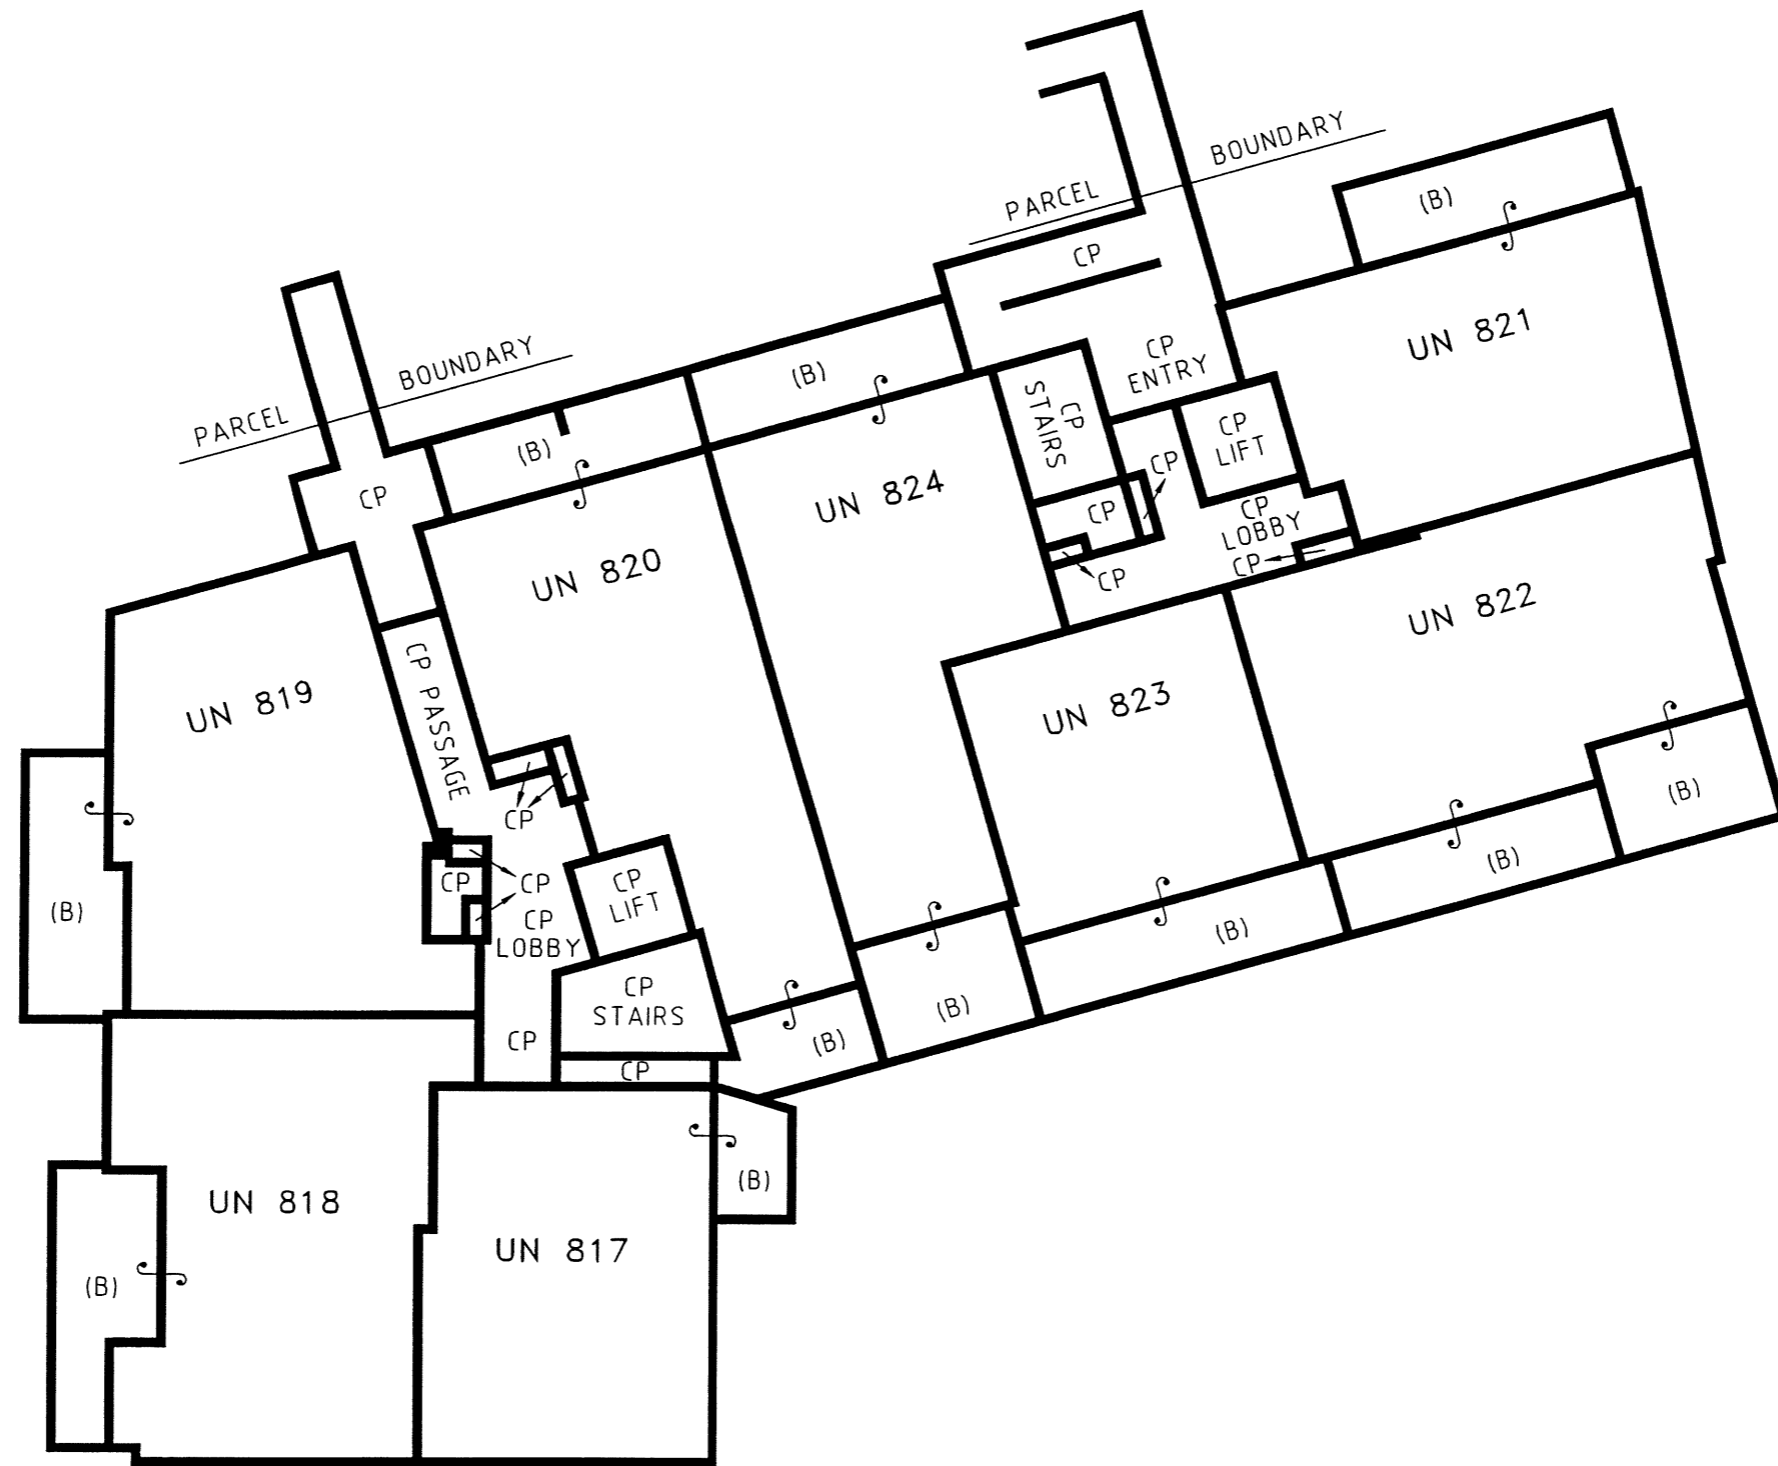 BOUNDARY
PARCEL
(B)
CP
UN 821
BOUNDARY
PARCEL
(B)
CP
ENTRY
CP
STAIRS
CP
LIFT
(B)
CP
UN 824
CP
CP
CP
LOBBY
CP
CP
UN 820
UN 822
CP PASSAGE
UN 819
UN 823
CP
(B)
CP
CP
CP
LIFT
(B)
(B)
CP
LOBBY
(B)
CP
STAIRS
(B)
CP
(B)
CP
(B)
UN 818
UN 817
(B)